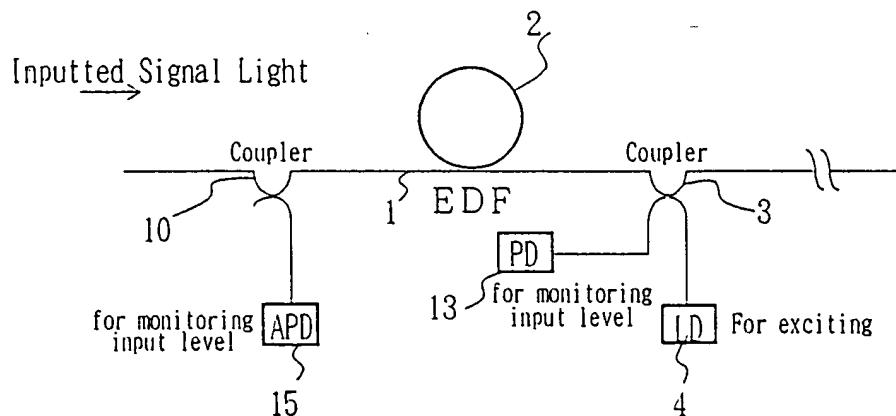 2
Inputted Signal Light
Coupler
Coupler
10
1
EDF
3
PD
13
for monitoring
input level
for monitoring
input level
APD
LD
For exciting
15
4